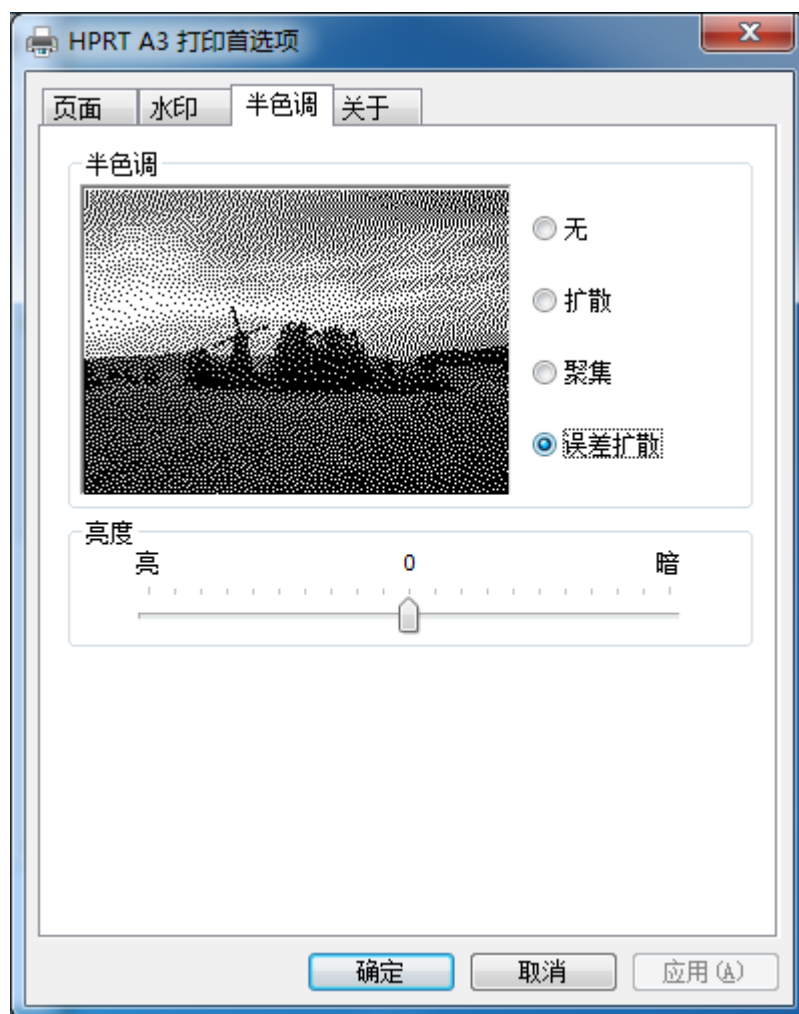 HPRT A3 打印首选项
页面 水印 半色调 关于
半色调
无
扩散
聚集
误差扩散
亮度
亮 0 暗
确定 取消 应用(A)